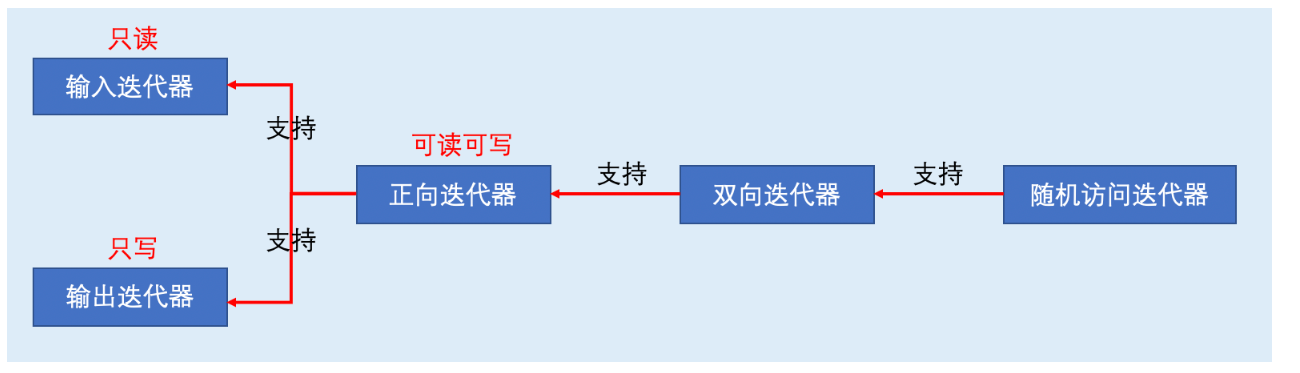 只读
输入迭代器
支持
可读可写
正向迭代器
支持
双向迭代器
支持
随机访问迭代器
支持
只写
输出迭代器